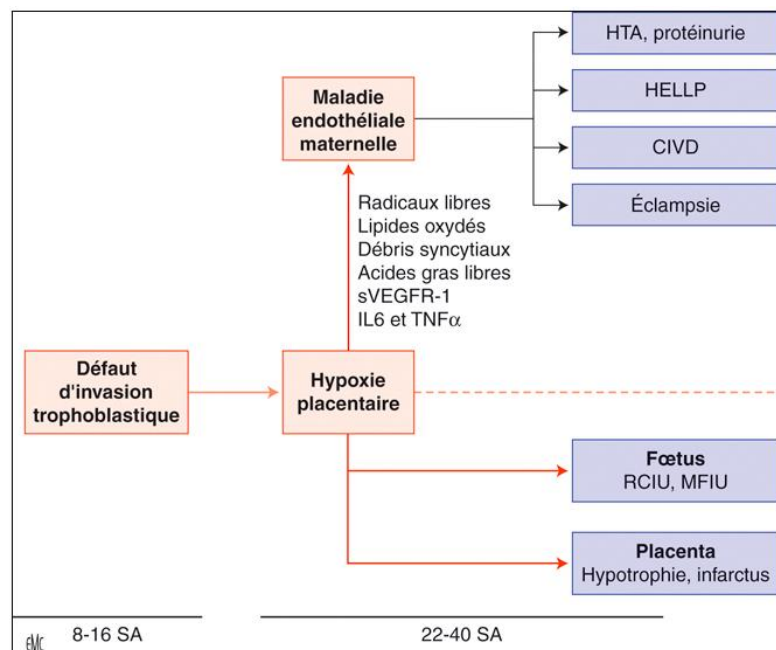 HTA, protéinurie
HELLP
CIVD
Éclampsie
Maladie
endothéliale
maternelle
Radicaux libres
Lipides oxydés
Débris syncytiaux
Acides gras libres
sVEGFR-1
IL6 et TNFα
Défaut
d'invasion
trophoblastique
Hypoxie
placentaire
Fœtus
RCIU, MFIU
Placenta
Hypotrophie, infarctus
EMC
8-16 SA
22-40 SA